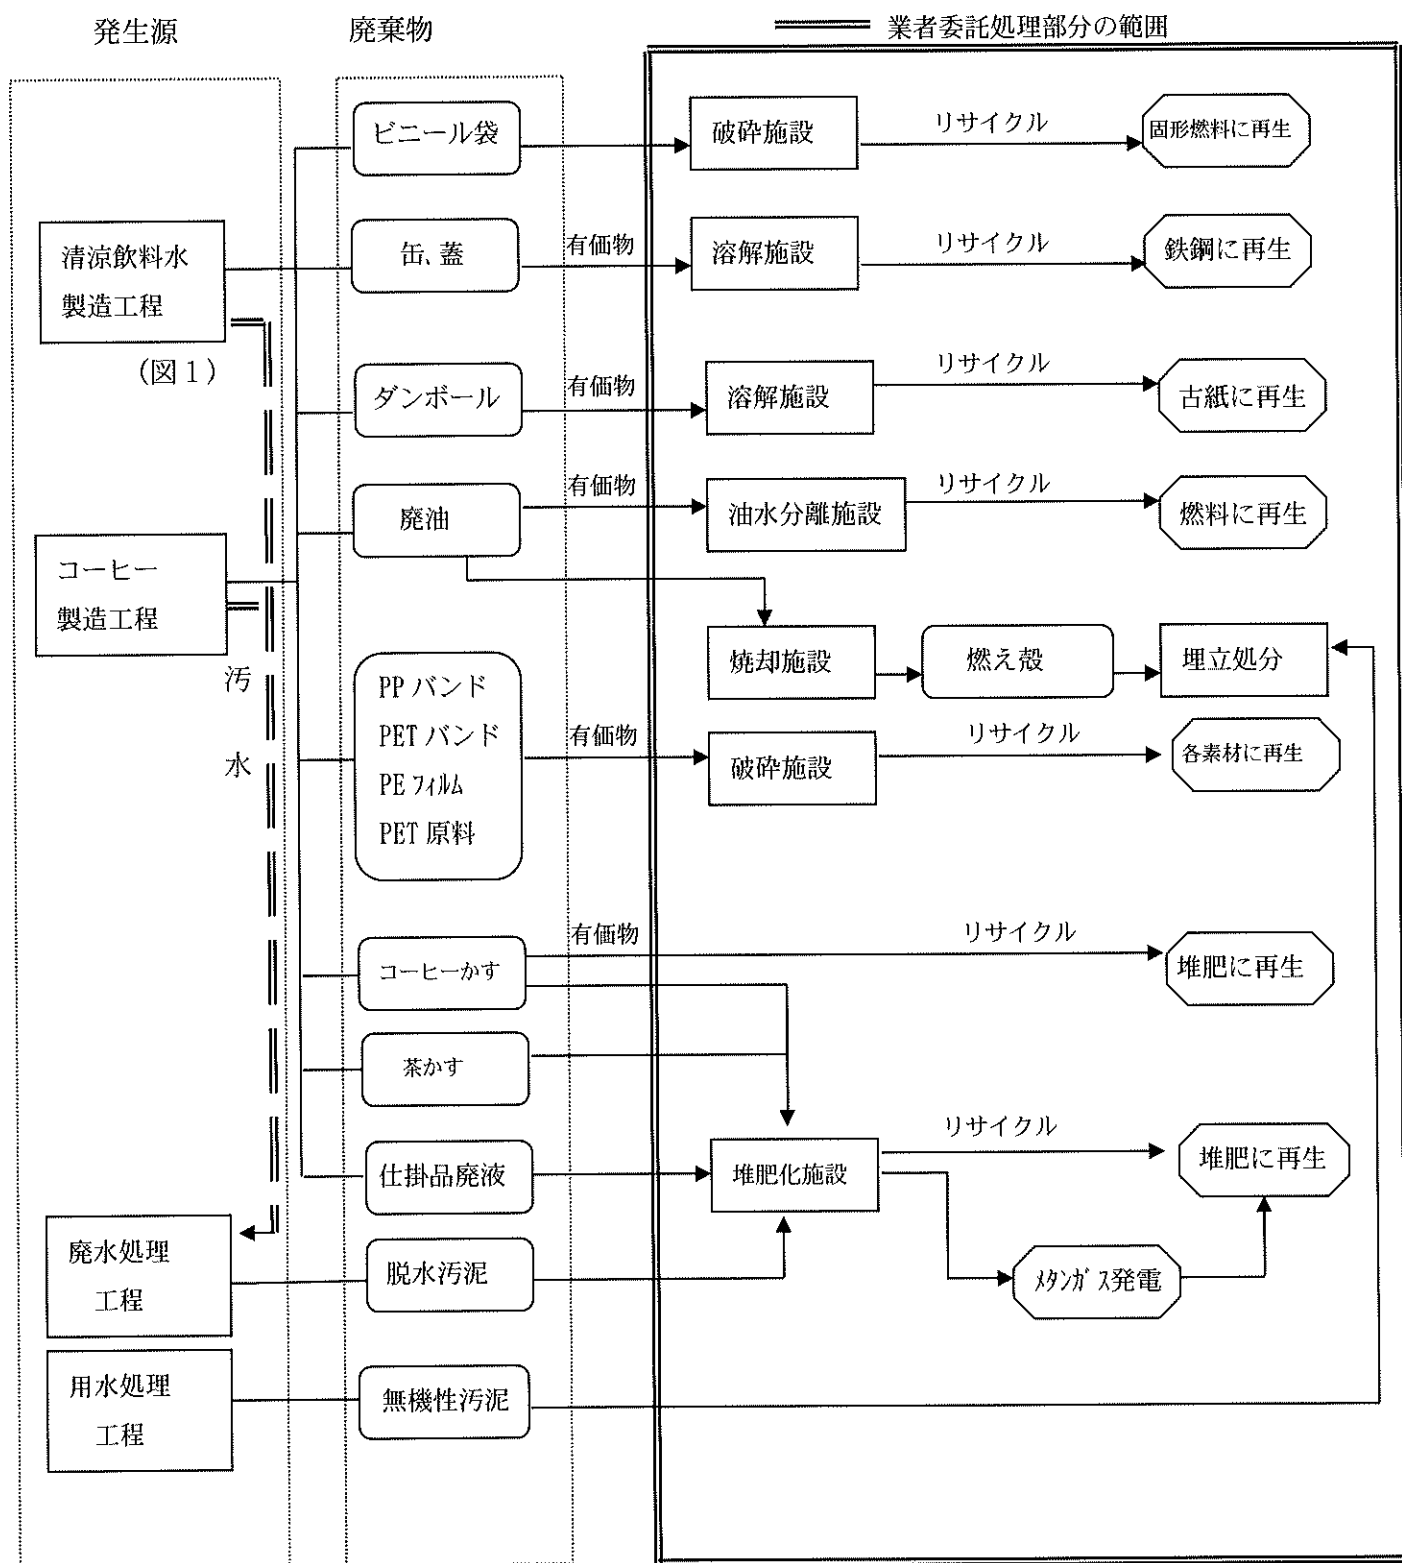 発生源
廃棄物
業者委託処理部分の範囲
ビニール袋
破砕施設
リサイクル
固形燃料に再生
清涼飲料水
製造工程
(図1)
缶、蓋
有価物
溶解施設
リサイクル
鉄鋼に再生
ダンボール
有価物
溶解施設
リサイクル
古紙に再生
廃油
有価物
油水分離施設
リサイクル
燃料に再生
コーヒー
製造工程
汚
水
焼却施設
燃え殻
埋立処分
PP バンド
PET バンド
PE フィルム
PET 原料
有価物
破砕施設
リサイクル
各素材に再生
コーヒーかす
有価物
リサイクル
堆肥に再生
茶かす
仕掛品廃液
堆肥化施設
リサイクル
堆肥に再生
メタンガス発電
廃水処理
工程
脱水汚泥
用水処理
工程
無機性汚泥